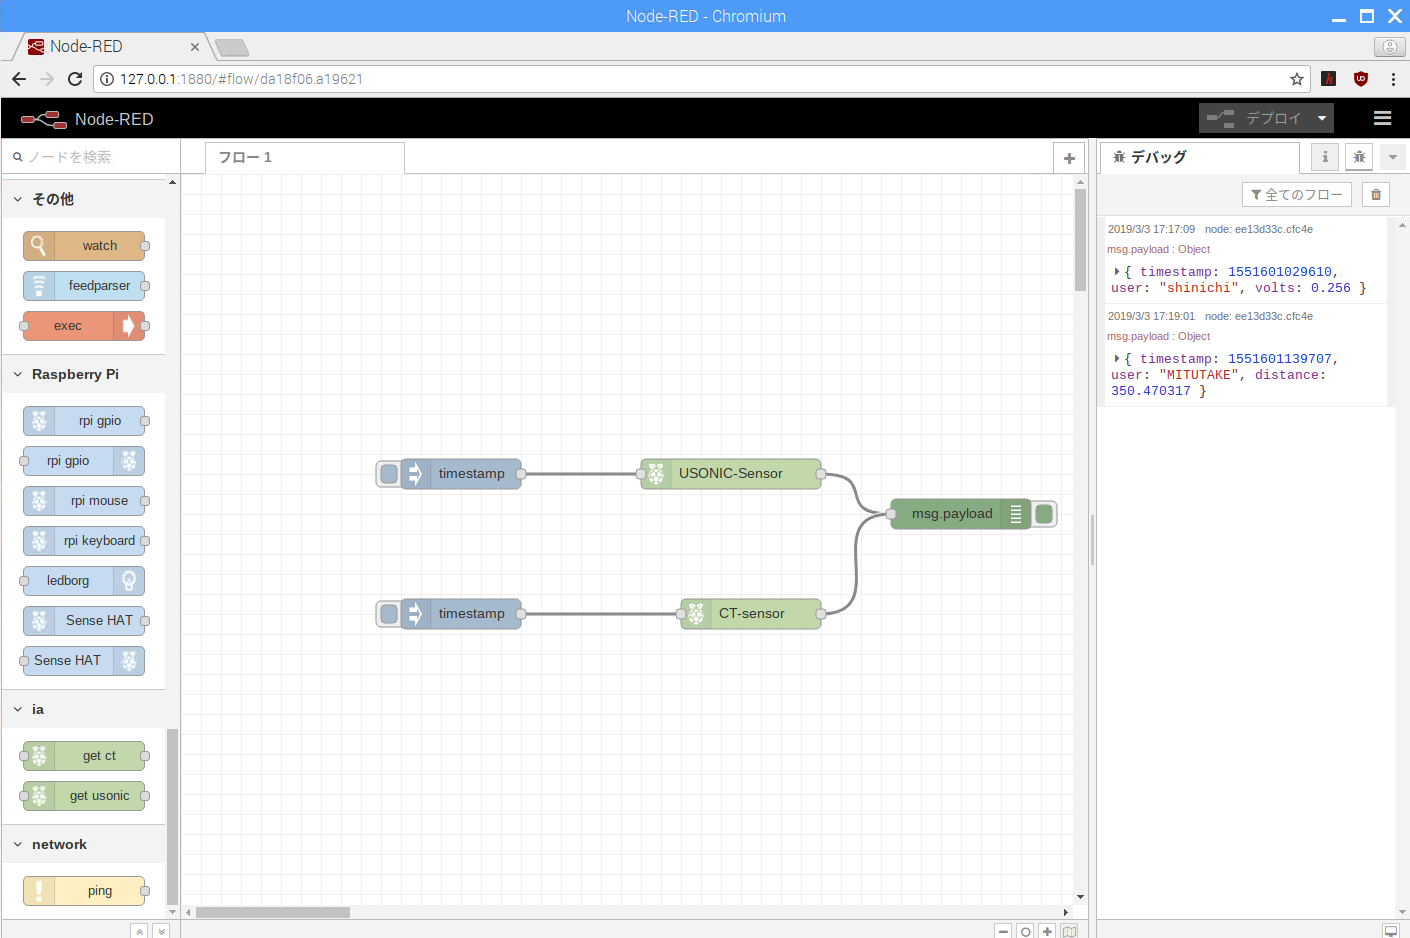 Node-RED - Chromium
Node-RED
127.0.0.1:1880/#flow/da18f06.a19621
Node-RED
デプロイ
ノードを検索
フロー 1
デバッグ
全てのフロー
その他
watch
feedparser
exec
Raspberry Pi
rpi gpio
rpi gpio
rpi mouse
rpi keyboard
ledborg
Sense HAT
Sense HAT
ia
get ct
get usonic
network
ping
timestamp
USONIC-Sensor
msg.payload
timestamp
CT-sensor
2019/3/3 17:17:09 node: ee13d33c.cfc4e
msg.payload : Object
{ timestamp: 1551601029610,
user: "shinichi", volts: 0.256 }
2019/3/3 17:19:01 node: ee13d33c.cfc4e
msg.payload : Object
{ timestamp: 1551601139707,
user: "MITUTAKE", distance:
350.470317 }